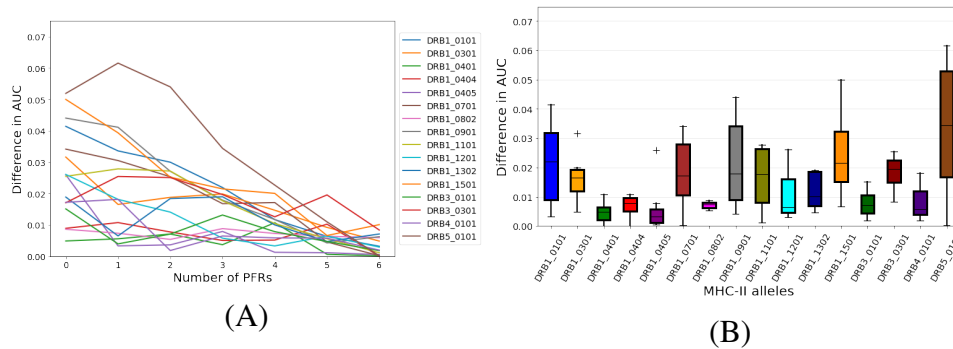 0.07
0.06
0.05
0.04
0.03
0.02
0.01
0.00
Difference in AUC
0 1 2 3 4 5 6
Number of PFRs
DRB1_0101
DRB1_0301
DRB1_0401
DRB1_0404
DRB1_0405
DRB1_0701
DRB1_0802
DRB1_0901
DRB1_1101
DRB1_1201
DRB1_1302
DRB1_1501
DRB3_0101
DRB3_0301
DRB4_0101
DRB5_0101
(A)
0.07
0.06
0.05
0.04
0.03
0.02
0.01
0.00
Difference in AUC
DRB1_0101
DRB1_0301
DRB1_0401
DRB1_0404
DRB1_0405
DRB1_0701
DRB1_0802
DRB1_0901
DRB1_1101
DRB1_1201
DRB1_1302
DRB1_1501
DRB3_0101
DRB3_0301
DRB4_0101
MHC-II alleles
(B)